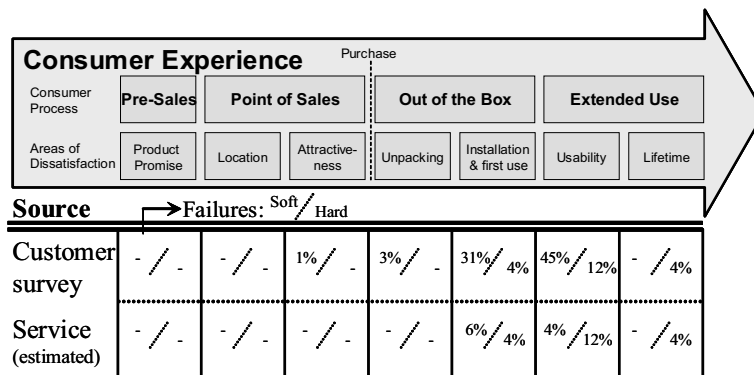 Consumer Experience
Purchase
Consumer
Process
Pre-Sales
Point of Sales
Out of the Box
Extended Use
Areas of
Dissatisfaction
Product
Promise
Location
Attractive-
ness
Unpacking
Installation
& first use
Usability
Lifetime
Source
Failures: Soft / Hard
Customer
survey
- / -
- / -
1% / -
3% / -
31% / 4%
45% / 12%
- / 4%
Service
(estimated)
- / -
- / -
- / -
- / -
6% / 4%
4% / 12%
- / 4%